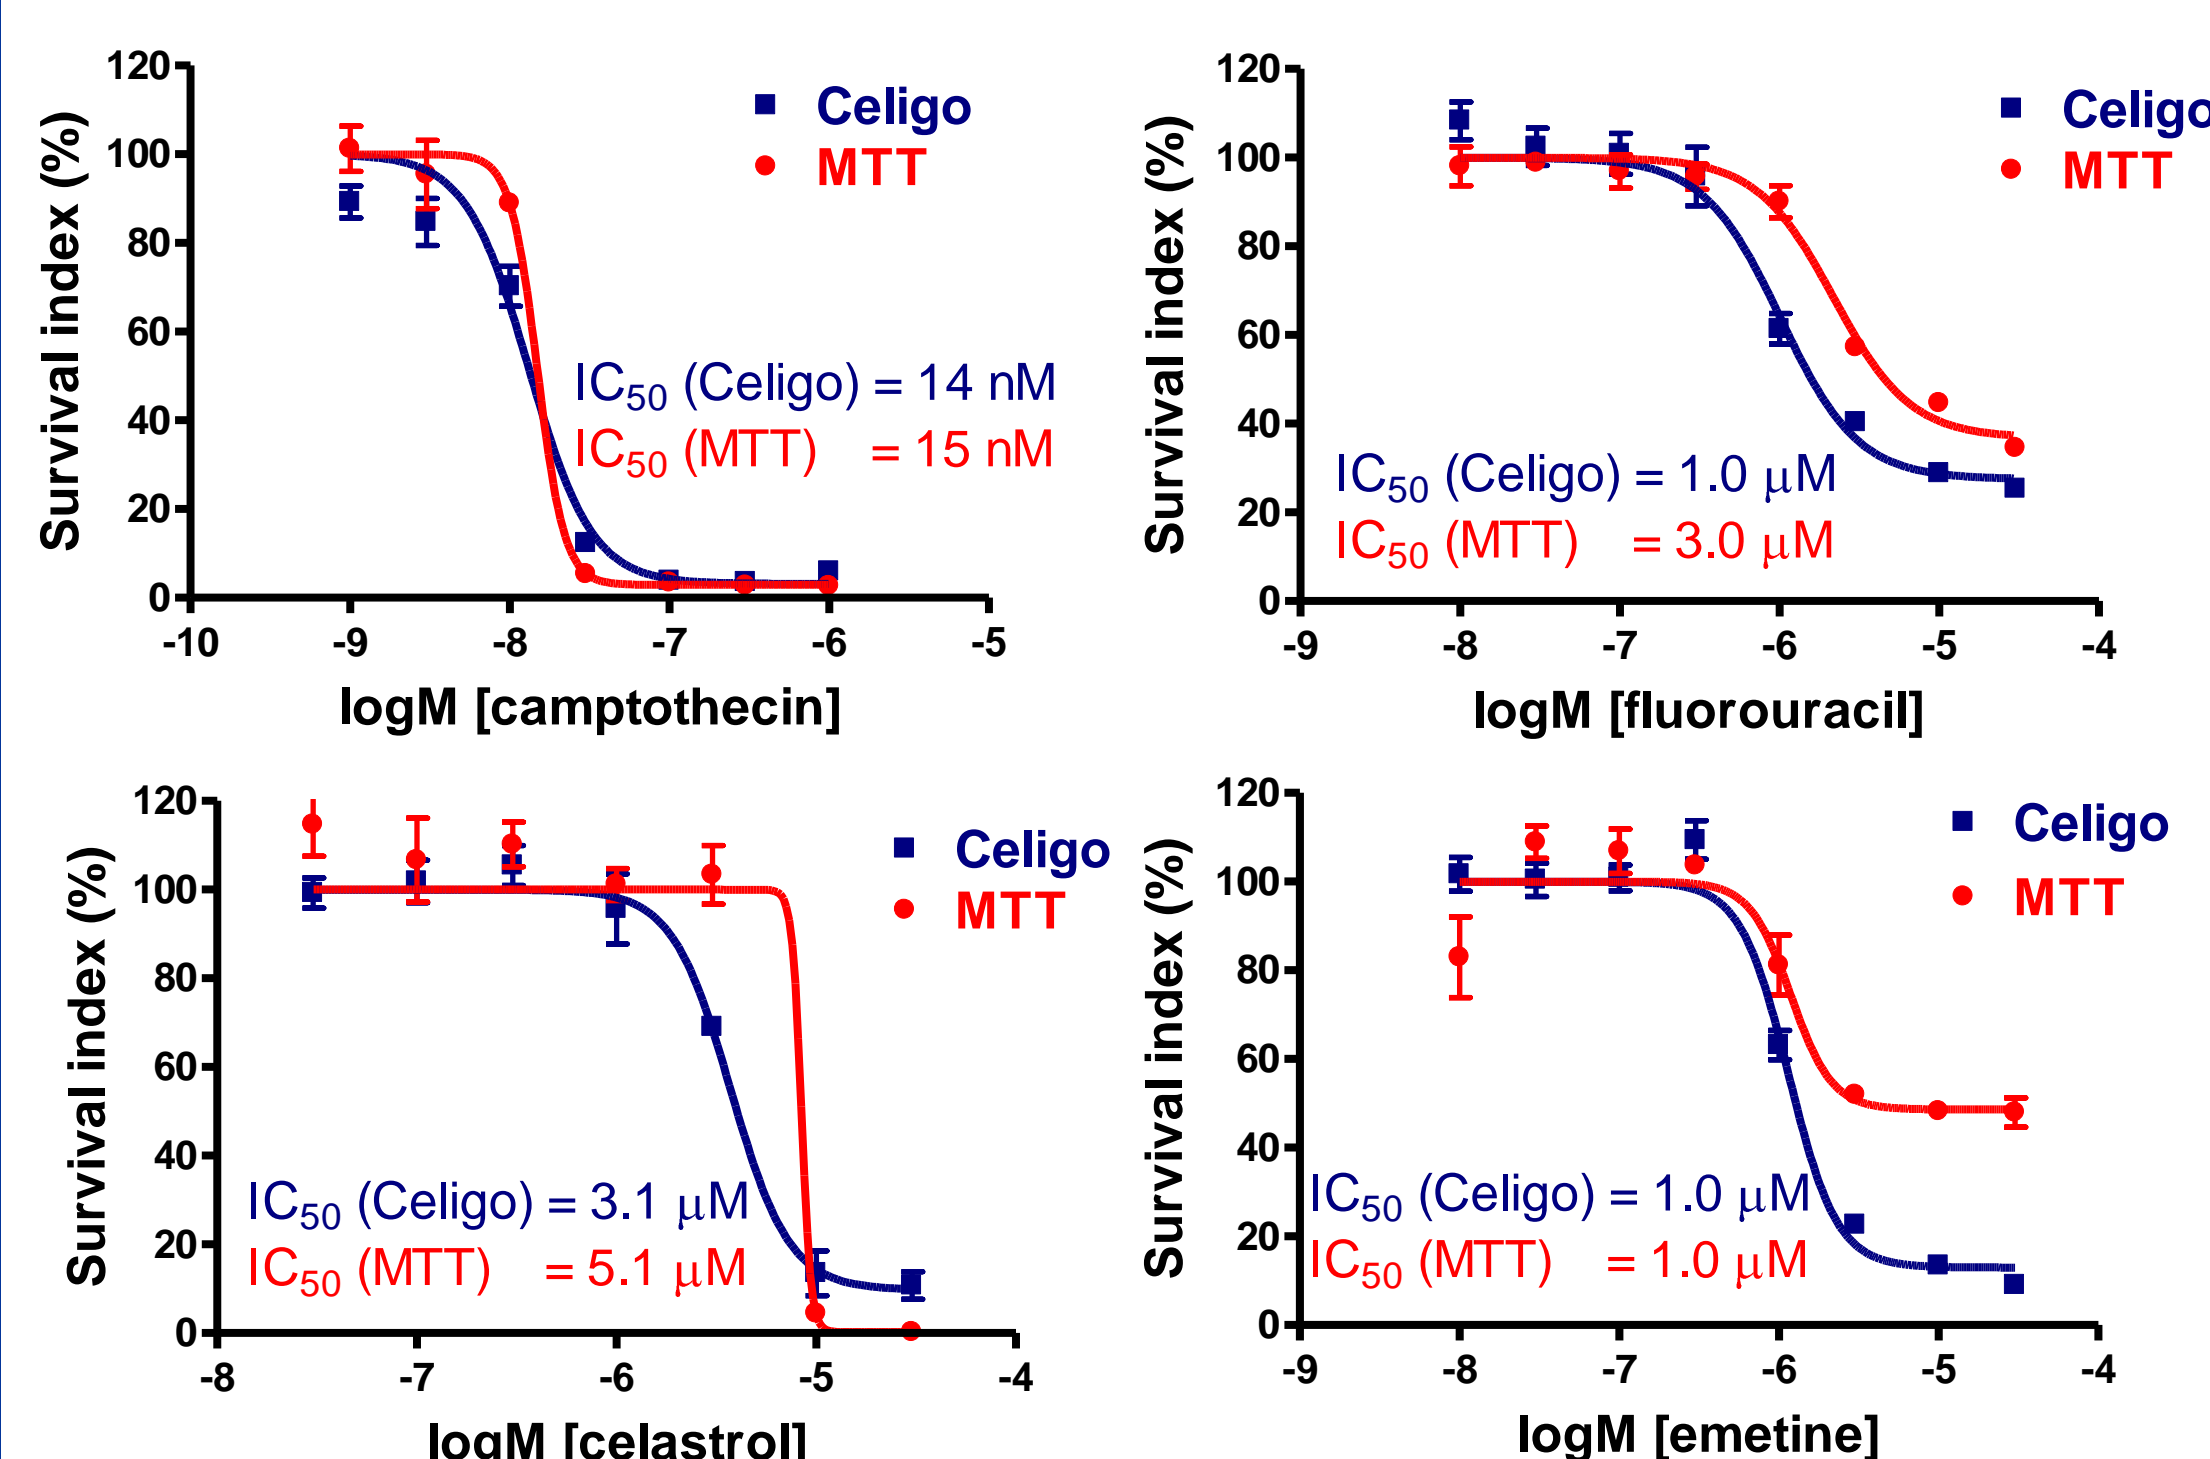 120
100
80
60
40
20
0
Survival index (%)
Celigo
MTT
IC50 (Celigo) = 14 nM
IC50 (MTT) = 15 nM
-10 -9 -8 -7 -6 -5
logM [camptothecin]
120
100
80
60
40
20
0
Survival index (%)
Celigo
MTT
IC50 (Celigo) = 1.0 μM
IC50 (MTT) = 3.0 μM
-9 -8 -7 -6 -5 -4
logM [fluorouracil]
120
100
80
60
40
20
0
Survival index (%)
Celigo
MTT
IC50 (Celigo) = 3.1 μM
IC50 (MTT) = 5.1 μM
-8 -7 -6 -5 -4
logM [celastrol]
120
100
80
60
40
20
0
Survival index (%)
Celigo
MTT
IC50 (Celigo) = 1.0 μM
IC50 (MTT) = 1.0 μM
-9 -8 -7 -6 -5 -4
logM [emetine]